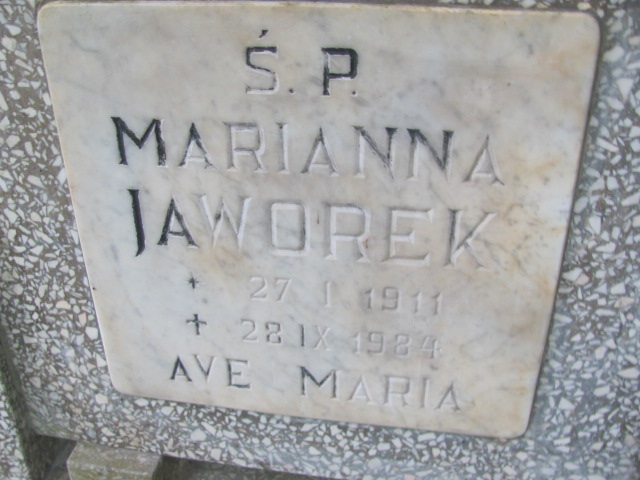 Ś. P.
MARIANNA
JAWOREK
* 27 I 1911
✝ 28 IX 1984
AVE MARIA